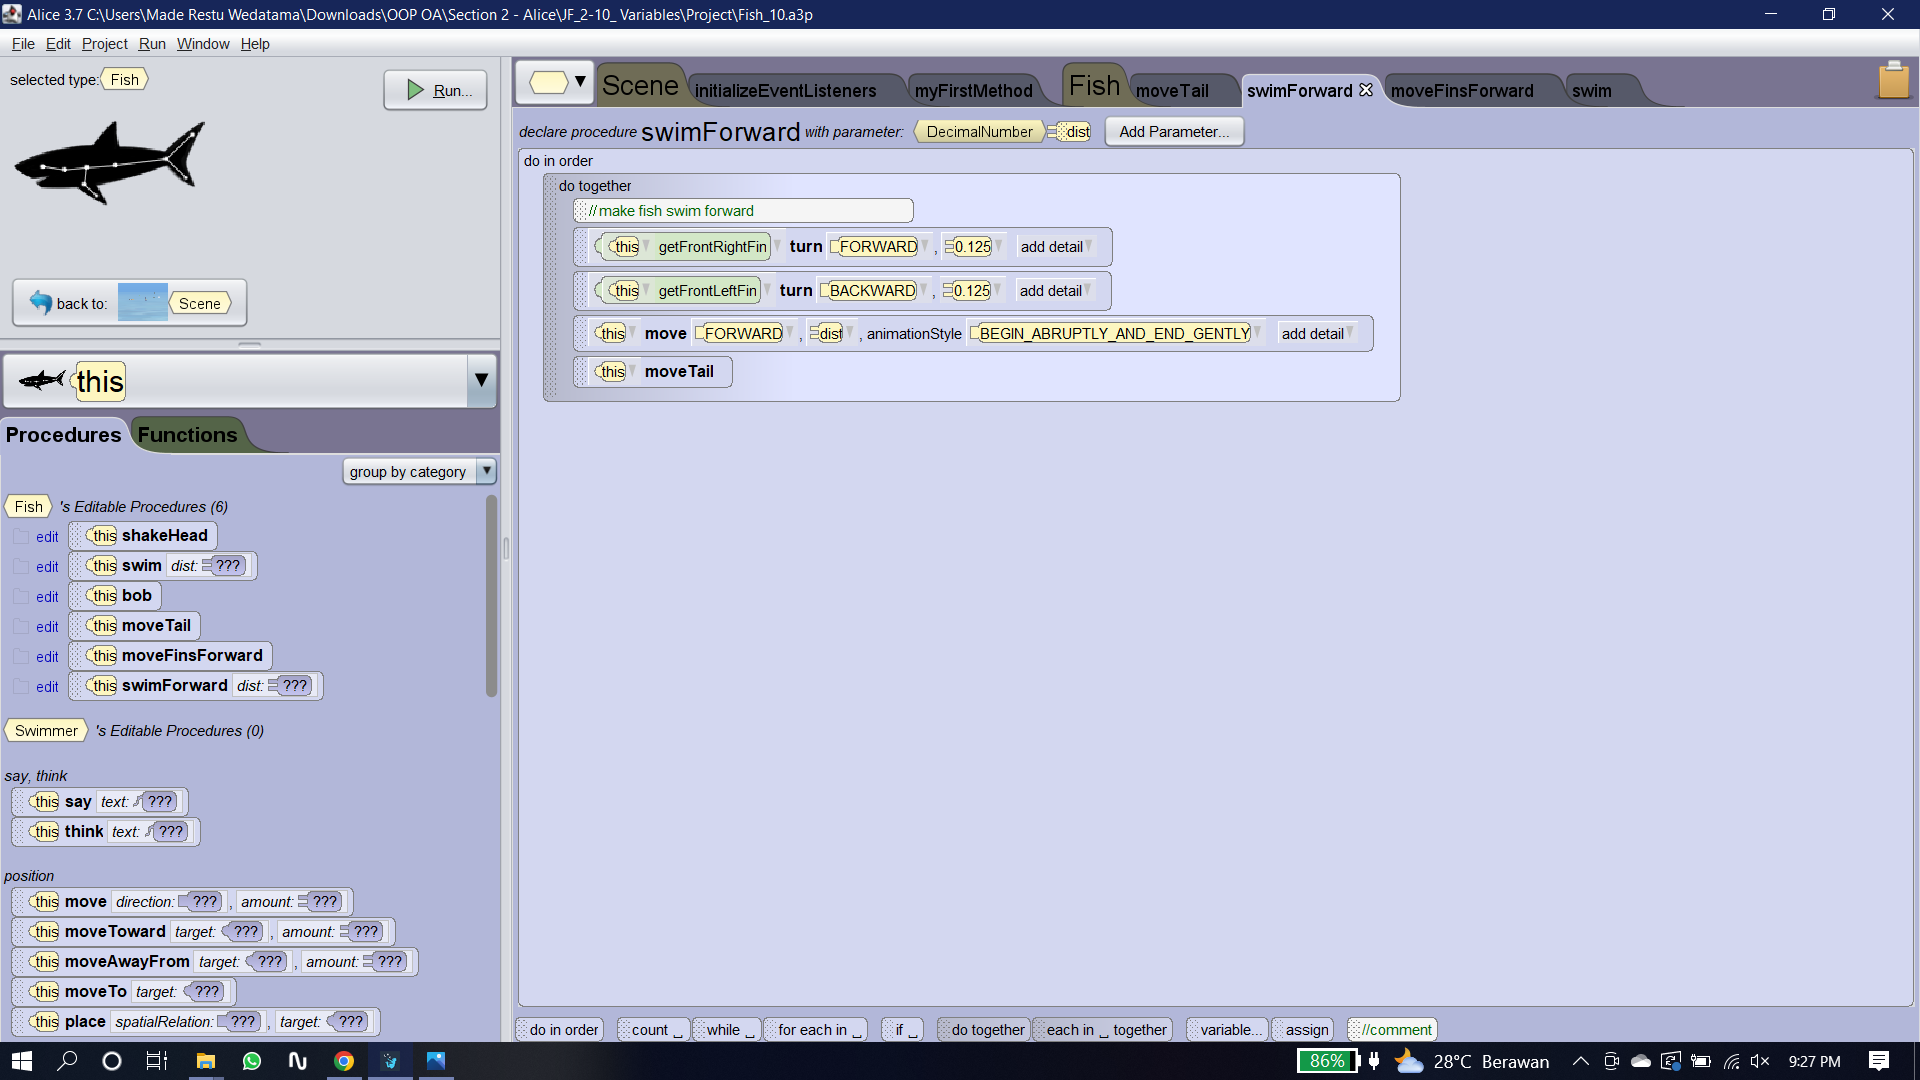 Alice 3.7 C:\Users\Made Restu Wedatama\Downloads\OOP OA\Section 2 - Alice\JF_2-10_ Variables\Project\Fish_10.a3p
File Edit Project Run Window Help
selected type: Fish
Run...
back to: Scene
this
Procedures Functions
group by category
Fish 's Editable Procedures (6)
edit this shakeHead
edit this swim dist: ???
edit this bob
edit this moveTail
edit this moveFinsForward
edit this swimForward dist: ???
Swimmer 's Editable Procedures (0)
say, think
this say text: ???
this think text: ???
position
this move direction: ??? , amount: ???
this moveToward target: ??? , amount: ???
this moveAwayFrom target: ??? , amount: ???
this moveTo target: ???
this place spatialRelation: ??? , target: ???
Scene initializeEventListeners myFirstMethod Fish moveTail swimForward moveFinsForward swim
declare procedure swimForward with parameter: DecimalNumber dist Add Parameter...
do in order
do together
//make fish swim forward
this getFrontRightFin turn FORWARD , 0.125 add detail
this getFrontLeftFin turn BACKWARD , 0.125 add detail
this move FORWARD , dist , animationStyle BEGIN_ABRUPTLY_AND_END_GENTLY add detail
this moveTail
do in order count _ while _ for each in _ if _ do together each in _ together variable... assign //comment
86% 28°C Berawan 9:27 PM